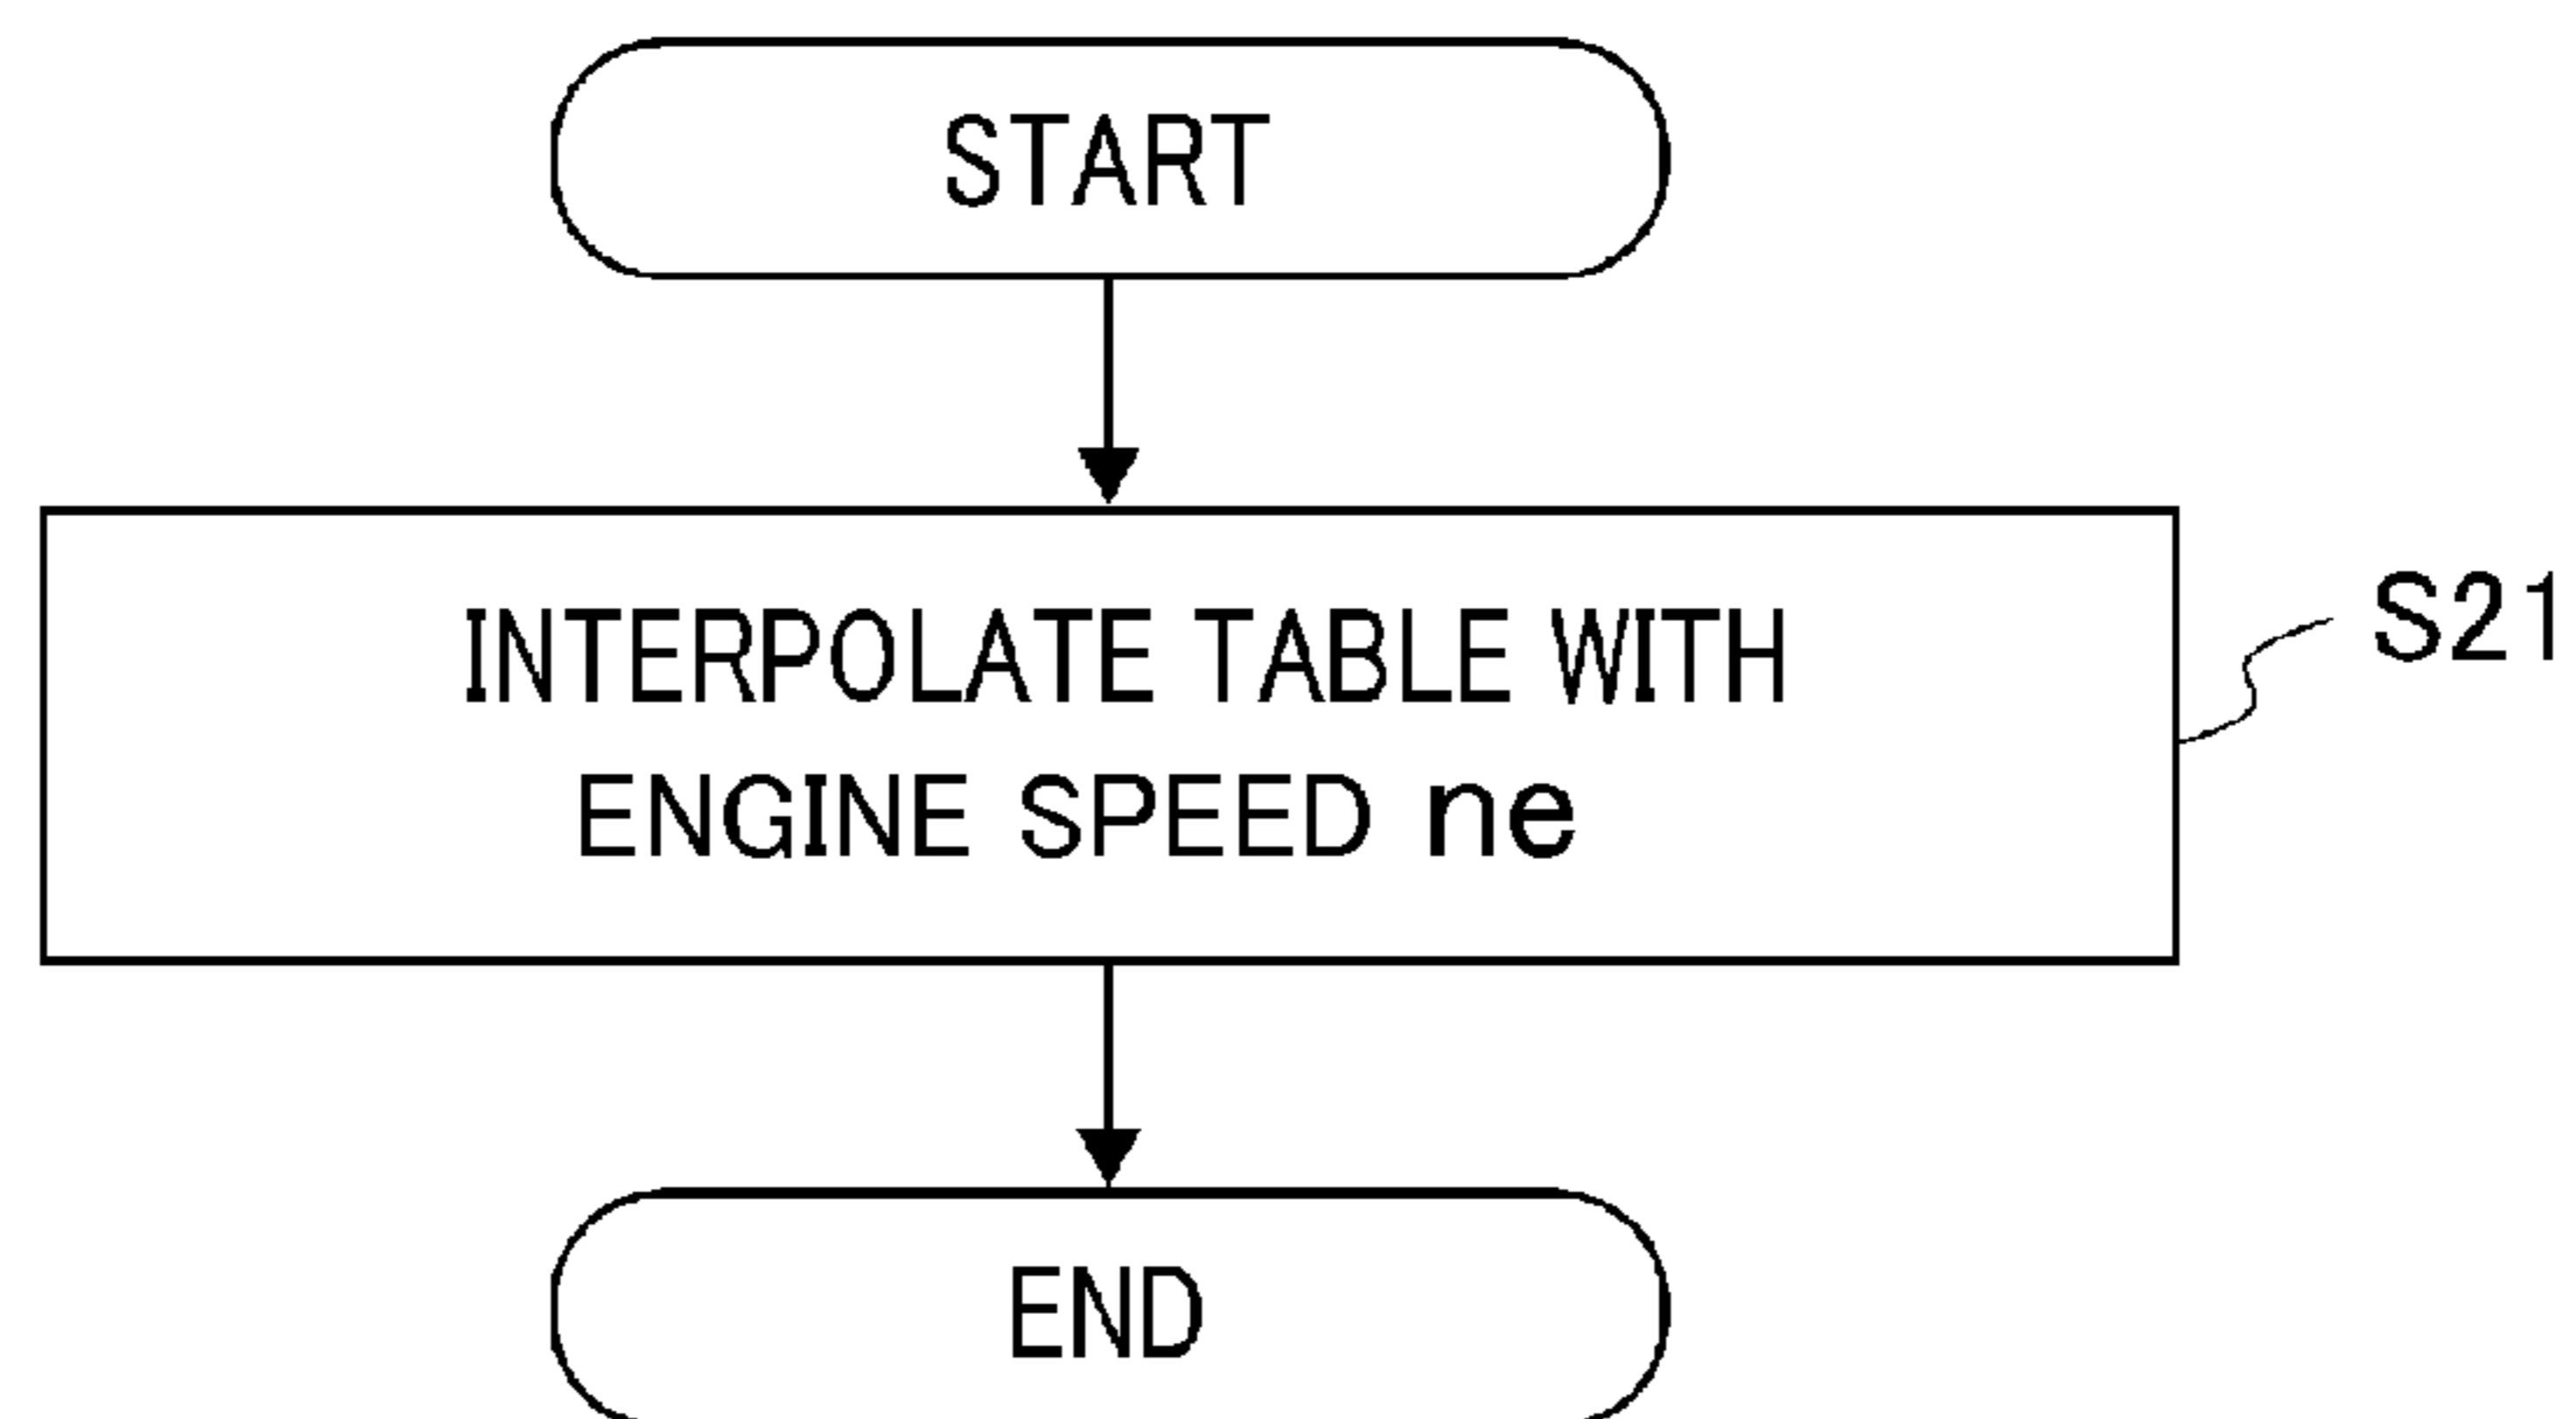 START
INTERPOLATE TABLE WITH
ENGINE SPEED ne
S21
END